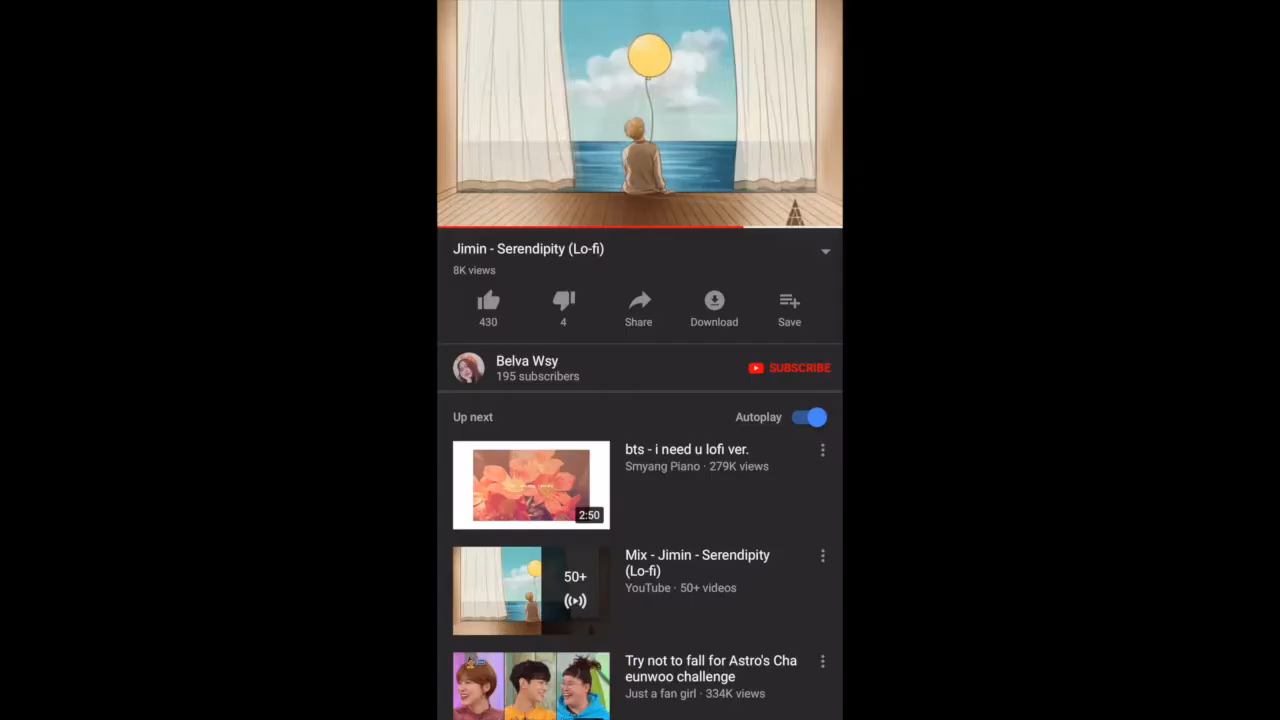 Jimin - Serendipity (Lo-fi)
8K views
430
4
Share
Download
Save
Belva Wsy
195 subscribers
SUBSCRIBE
Up next
Autoplay
bts - i need u lofi ver.
Smyang Piano · 279K views
2:50
Mix - Jimin - Serendipity
(Lo-fi)
YouTube · 50+ videos
50+
Try not to fall for Astro's Cha
eunwoo challenge
Just a fan girl · 334K views